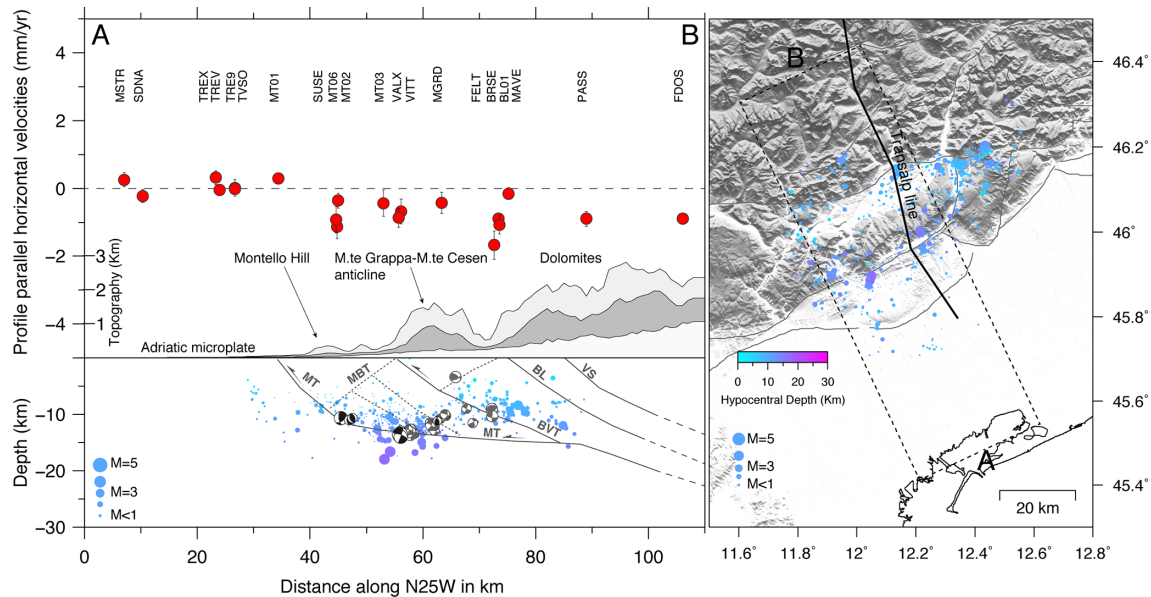 A
B
Profile parallel horizontal velocities (mm/yr)
4
2
0
−2
−4
MSTR
SDNA
TREX
TREV
TRE9
TVSO
MT01
SUSE
MT06
MT02
MT03
VALX
VITT
MGRD
FELT
BRSE
BL01
MAVE
PASS
FDOS
3
2
1
Topography (km)
Montello Hill
M.te Grappa-M.te Cesen
anticline
Dolomites
Adriatic microplate
MT
MBT
BL
VS
MT
BVT
Depth (km)
−10
−20
−30
M=5
M=3
M<1
0
20
40
60
80
100
Distance along N25W in km
B
Transalp line
A
0
10
20
30
Hypocentral Depth (Km)
M=5
M=3
M<1
20 km
46.4˚
46.2˚
46˚
45.8˚
45.6˚
45.4˚
11.6˚
11.8˚
12˚
12.2˚
12.4˚
12.6˚
12.8˚